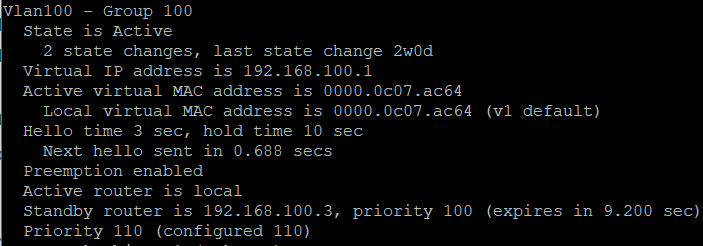 Vlan100 - Group 100
State is Active
2 state changes, last state change 2w0d
Virtual IP address is 192.168.100.1
Active virtual MAC address is 0000.0c07.ac64
Local virtual MAC address is 0000.0c07.ac64 (v1 default)
Hello time 3 sec, hold time 10 sec
Next hello sent in 0.688 secs
Preemption enabled
Active router is local
Standby router is 192.168.100.3, priority 100 (expires in 9.200 sec)
Priority 110 (configured 110)